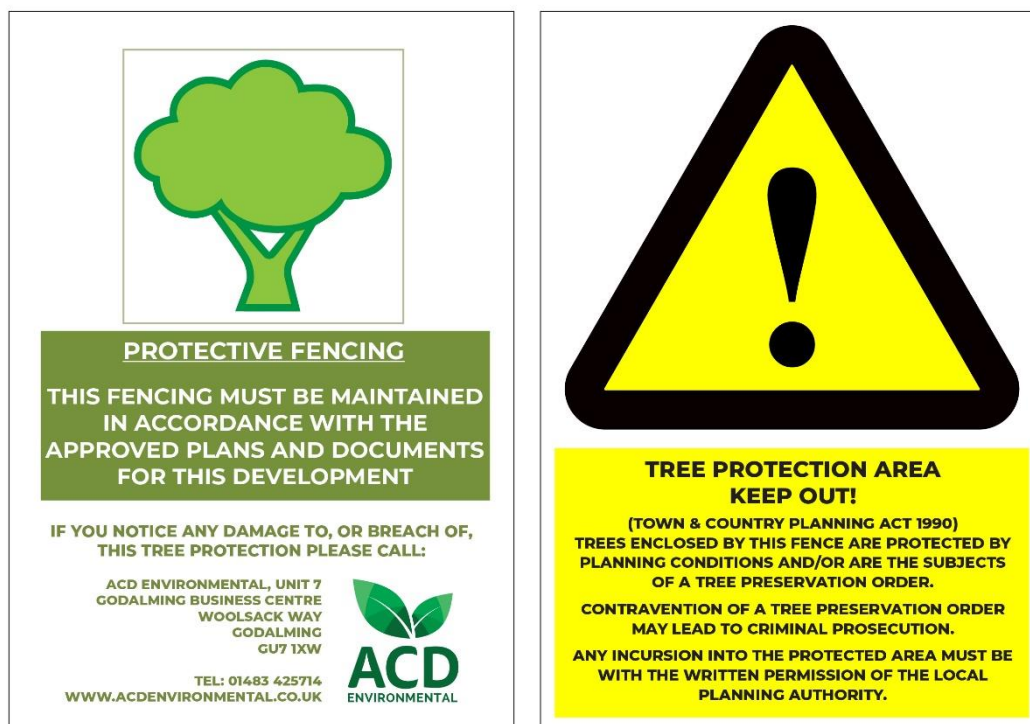 PROTECTIVE FENCING
THIS FENCING MUST BE MAINTAINED
IN ACCORDANCE WITH THE
APPROVED PLANS AND DOCUMENTS
FOR THIS DEVELOPMENT
IF YOU NOTICE ANY DAMAGE TO, OR BREACH OF,
THIS TREE PROTECTION PLEASE CALL:
ACD ENVIRONMENTAL, UNIT 7
GODALMING BUSINESS CENTRE
WOOLSACK WAY
GODALMING
GU7 1XW
TEL: 01483 425714
WWW.ACDENVIRONMENTAL.CO.UK
ACD
ENVIRONMENTAL
!
TREE PROTECTION AREA
KEEP OUT!
(TOWN & COUNTRY PLANNING ACT 1990)
TREES ENCLOSED BY THIS FENCE ARE PROTECTED BY
PLANNING CONDITIONS AND/OR ARE THE SUBJECTS
OF A TREE PRESERVATION ORDER.
CONTRAVENTION OF A TREE PRESERVATION ORDER
MAY LEAD TO CRIMINAL PROSECUTION.
ANY INCURSION INTO THE PROTECTED AREA MUST BE
WITH THE WRITTEN PERMISSION OF THE LOCAL
PLANNING AUTHORITY.